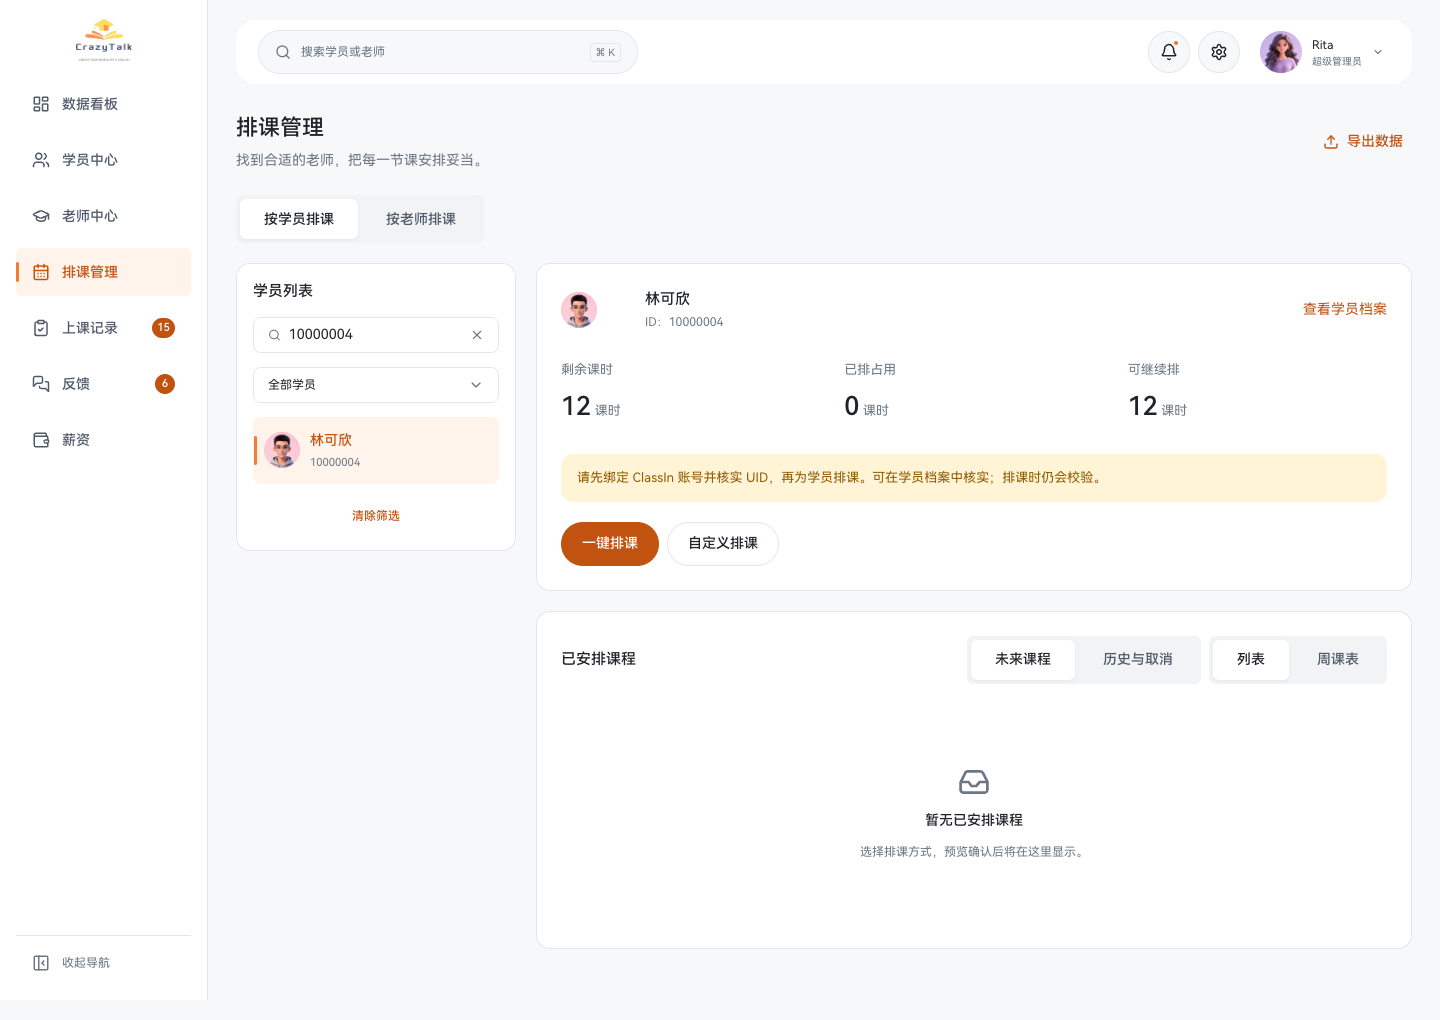 CrazyTalk
数据看板
学员中心
老师中心
排课管理
上课记录
15
反馈
6
薪资
收起导航
搜索学员或老师
⌘ K
Rita
超级管理员
排课管理
找到合适的老师，把每一节课安排妥当。
导出数据
按学员排课
按老师排课
学员列表
10000004
全部学员
林可欣
10000004
清除筛选
林可欣
ID：10000004
查看学员档案
剩余课时
12 课时
已排占用
0 课时
可继续排
12 课时
请先绑定 ClassIn 账号并核实 UID，再为学员排课。可在学员档案中核实；排课时仍会校验。
一键排课
自定义排课
已安排课程
未来课程
历史与取消
列表
周课表
暂无已安排课程
选择排课方式，预览确认后将在这里显示。